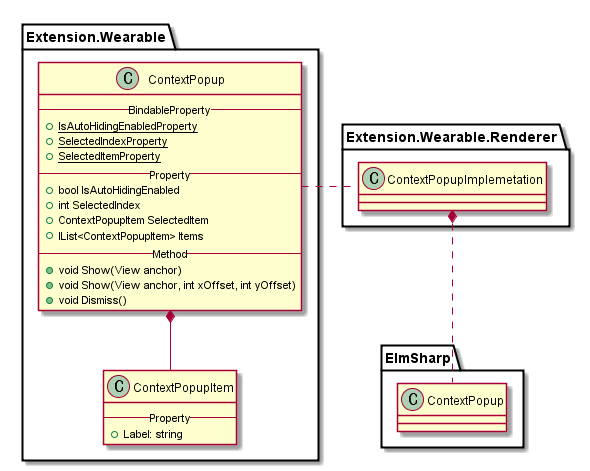 Extension.Wearable
C ContextPopup
BindableProperty
IsAutoHidingEnabledProperty
SelectedIndexProperty
SelectedItemProperty
Property
bool IsAutoHidingEnabled
int SelectedIndex
ContextPopupItem SelectedItem
IList<ContextPopupItem> Items
Method
void Show(View anchor)
void Show(View anchor, int xOffset, int yOffset)
void Dismiss()
C ContextPopupItem
Property
Label: string
Extension.Wearable.Renderer
C ContextPopupImplemetation
ElmSharp
C ContextPopup